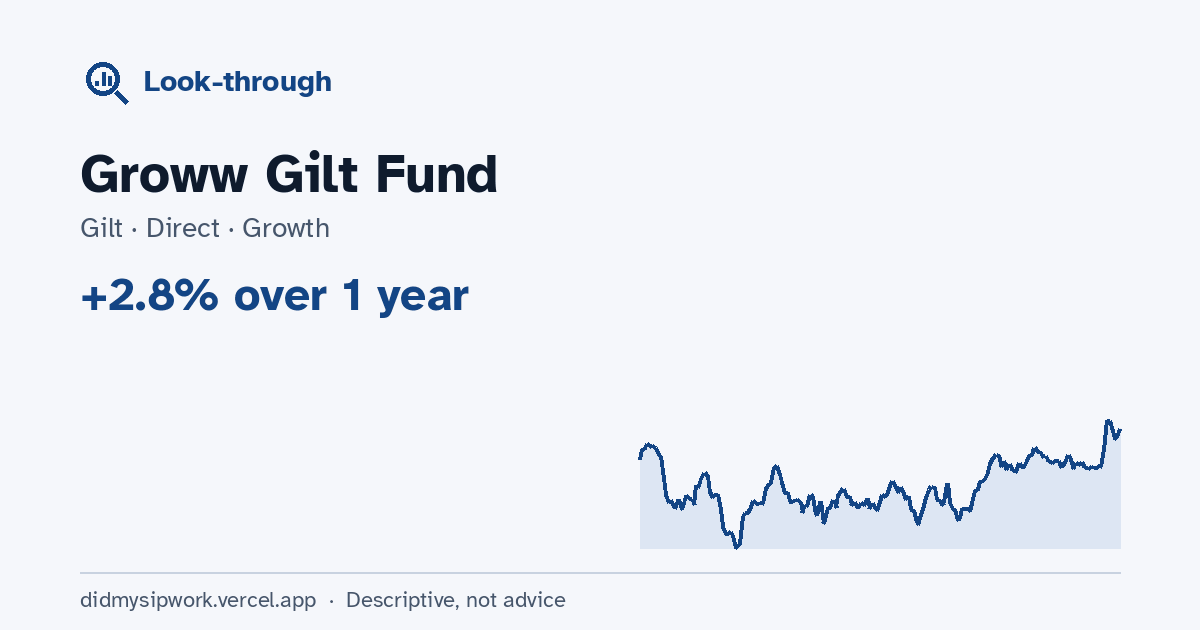 Look-through
Groww Gilt Fund
Gilt · Direct · Growth
+2.8% over 1 year
didmysipwork.vercel.app · Descriptive, not advice